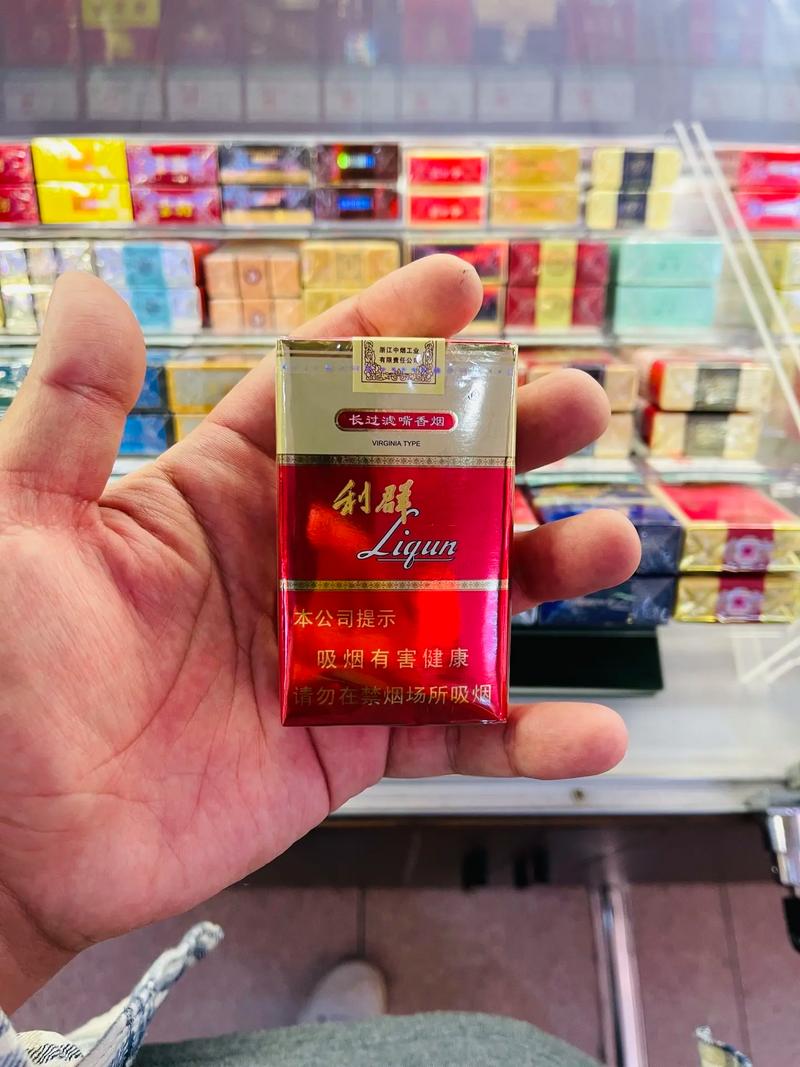 浙江中烟工业
有限责任公司
长过滤嘴香烟
VIRGINIA TYPE
利群
Liqun
本公司提示
吸烟有害健康
请勿在禁烟场所吸烟